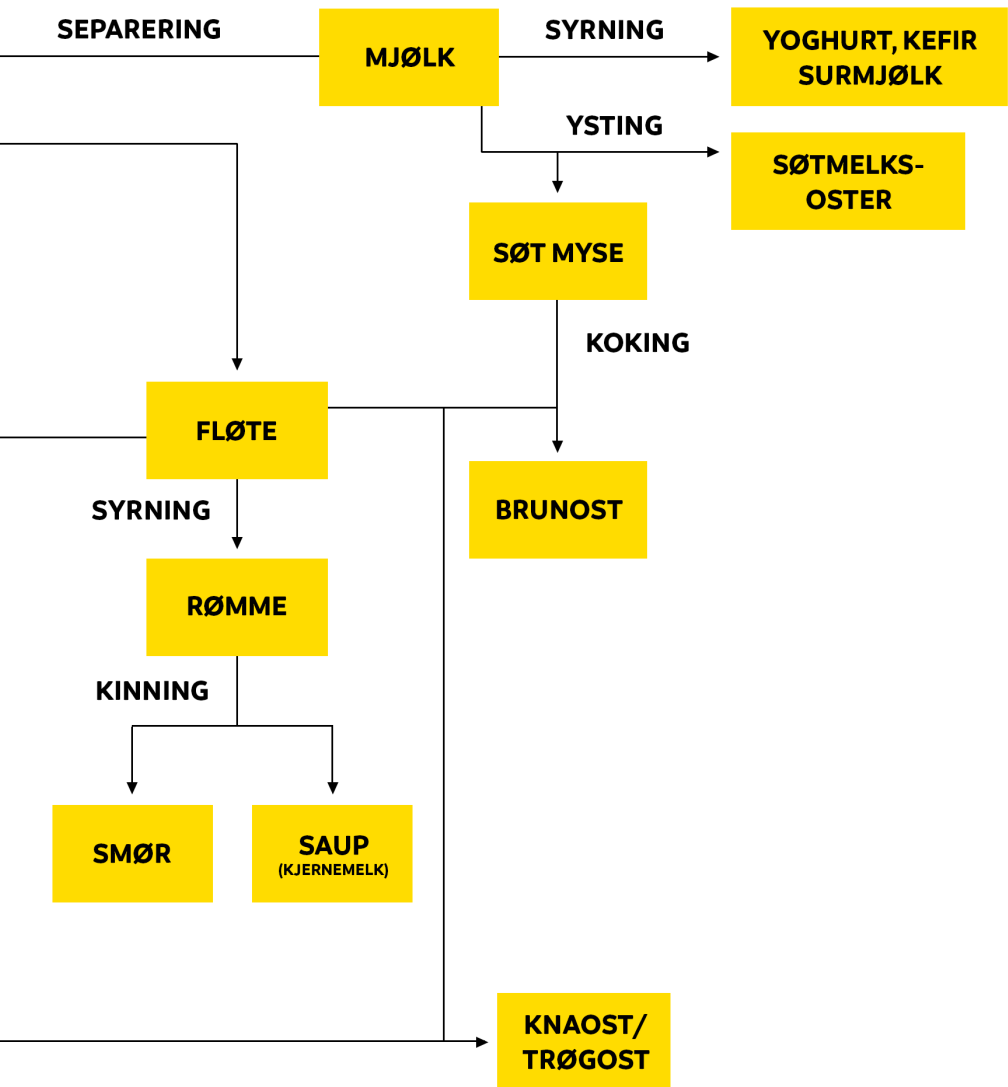 SEPARERING
MJØLK
SYRNING
YOGHURT, KEFIR
SURMJØLK
YSTING
SØTMELKS-
OSTER
SØT MYSE
KOKING
FLØTE
SYRNING
BRUNOST
RØMME
KINNING
SMØR
SAUP
(KJERNEMELK)
KNAOST/
TRØGOST